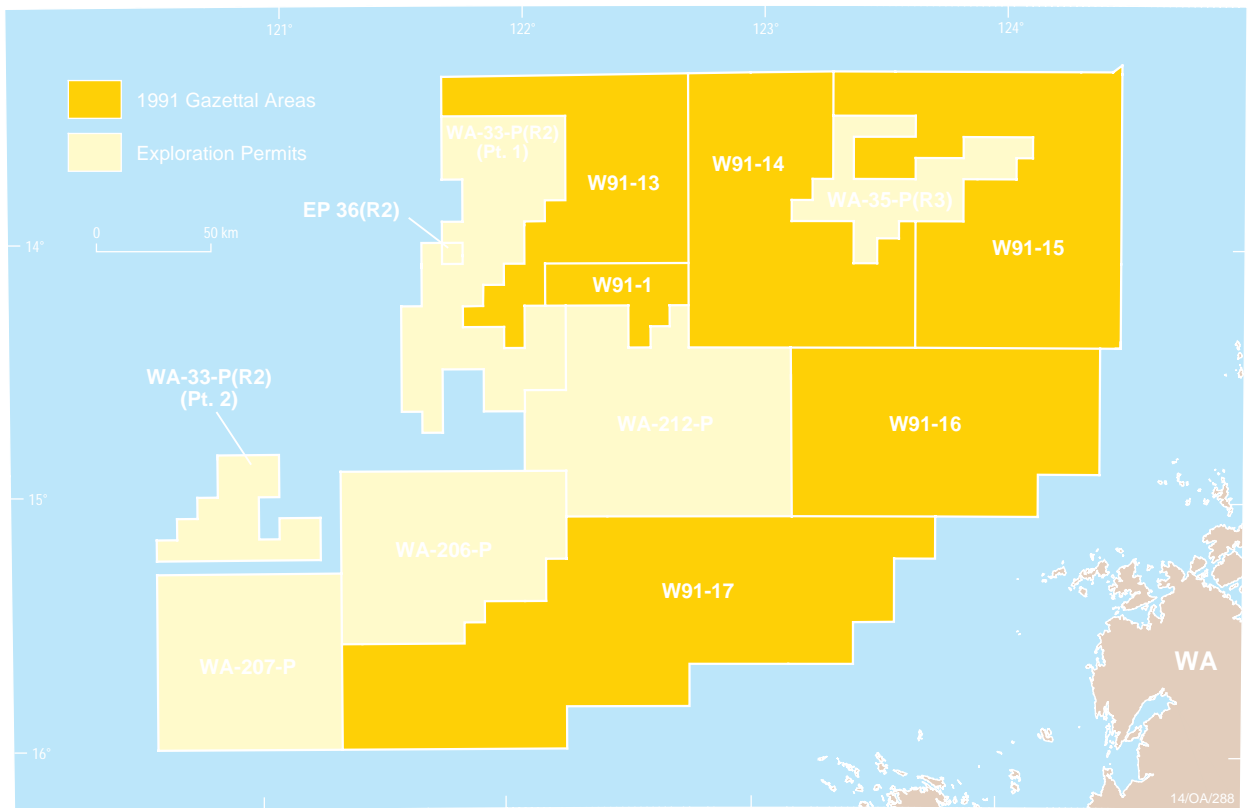 121°
122°
123°
124°
1991 Gazettal Areas
Exploration Permits
WA-33-P(R2)
(Pt. 1)
W91-13
W91-14
WA-35-P(R3)
EP 36(R2)
0
50 km
14°
W91-15
W91-1
WA-33-P(R2)
(Pt. 2)
WA-212-P
W91-16
15°
WA-206-P
W91-17
WA-207-P
WA
16°
14/OA/288